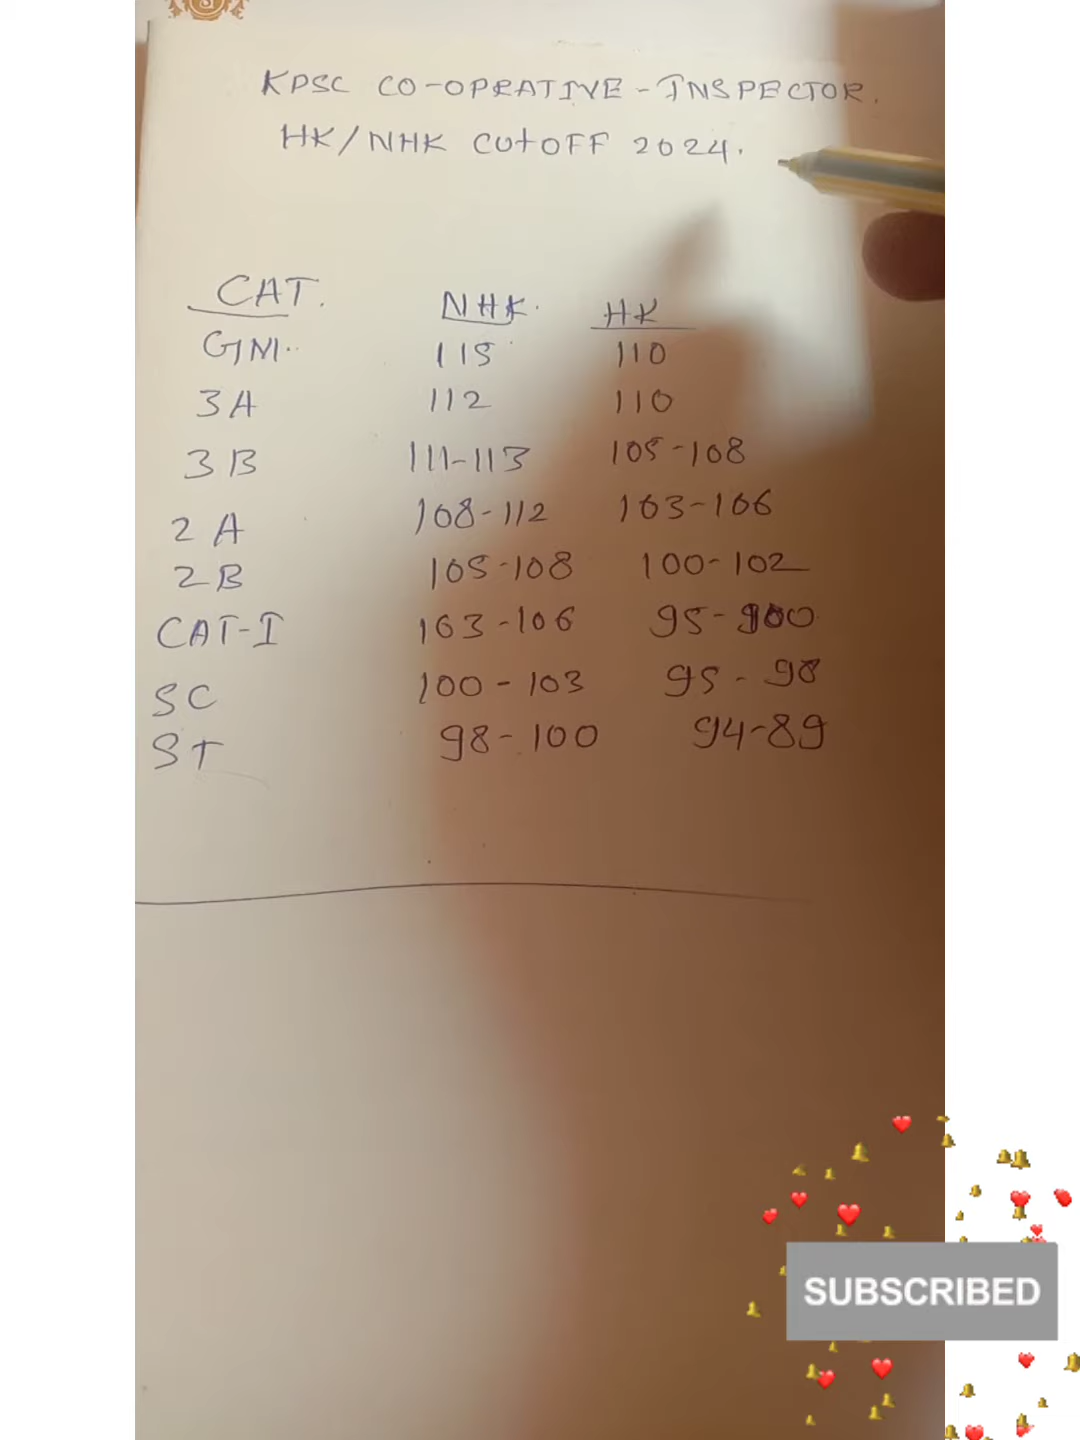 KPSC CO-OPRATIVE-INSPECTOR.
HK/NHK CUtOFF 2024.
CAT. NHK. HK
GM.. 115 110
3A 112 110
3B 111-113 105-108
2A 108-112 103-106
2B 105-108 100-102
CAT-I 103-106 95-100
SC 100-103 95-98
ST 98-100 94-89
SUBSCRIBED